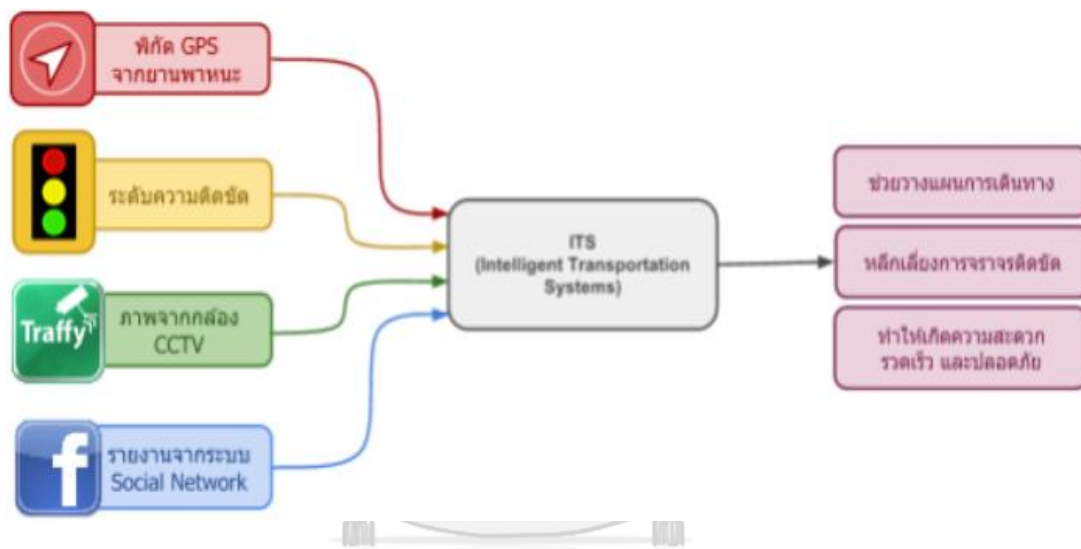 พิกัด GPS
จากยานพาหนะ
ระดับความติดขัด
Traffy
ภาพจากกล้อง
CCTV
รายงานจากระบบ
Social Network
ITS
(Intelligent Transportation
Systems)
ช่วยวางแผนการเดินทาง
หลีกเลี่ยงการจราจรติดขัด
ทำให้เกิดความสะดวก
รวดเร็ว และปลอดภัย